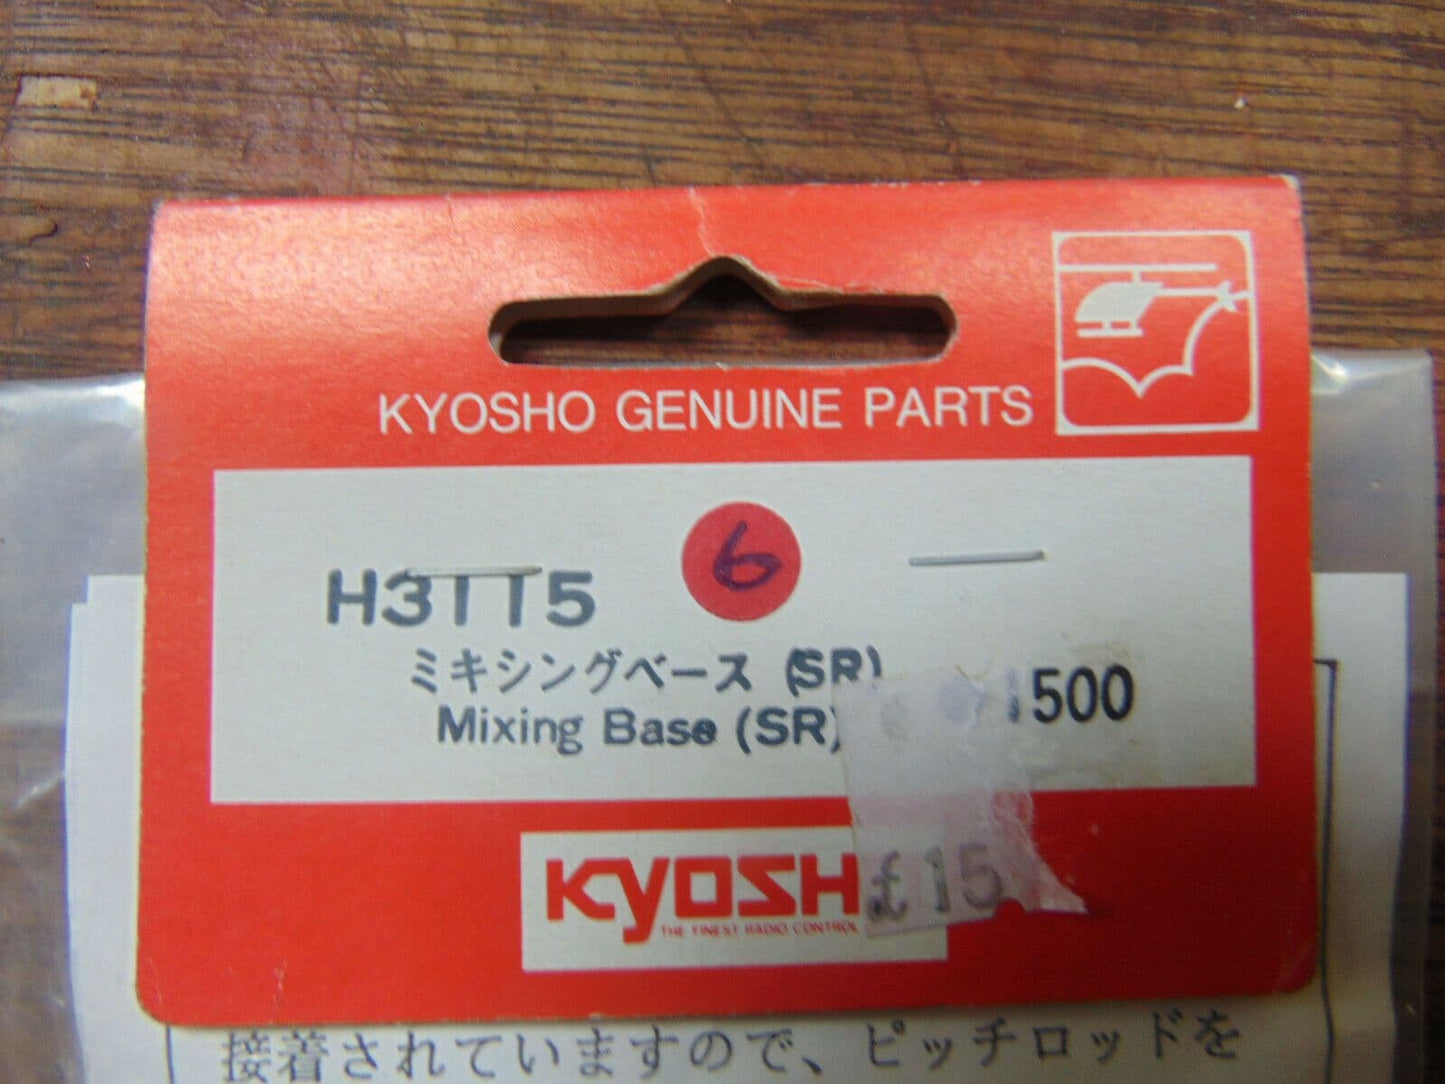 KYOSHO GENUINE PARTS
6
H3115
ミキシングベース (SR)
Mixing Base (SR)
1500
£15
KYOSH
THE FINEST RADIO CONTROL
接着されていますので、ピッチロッドを